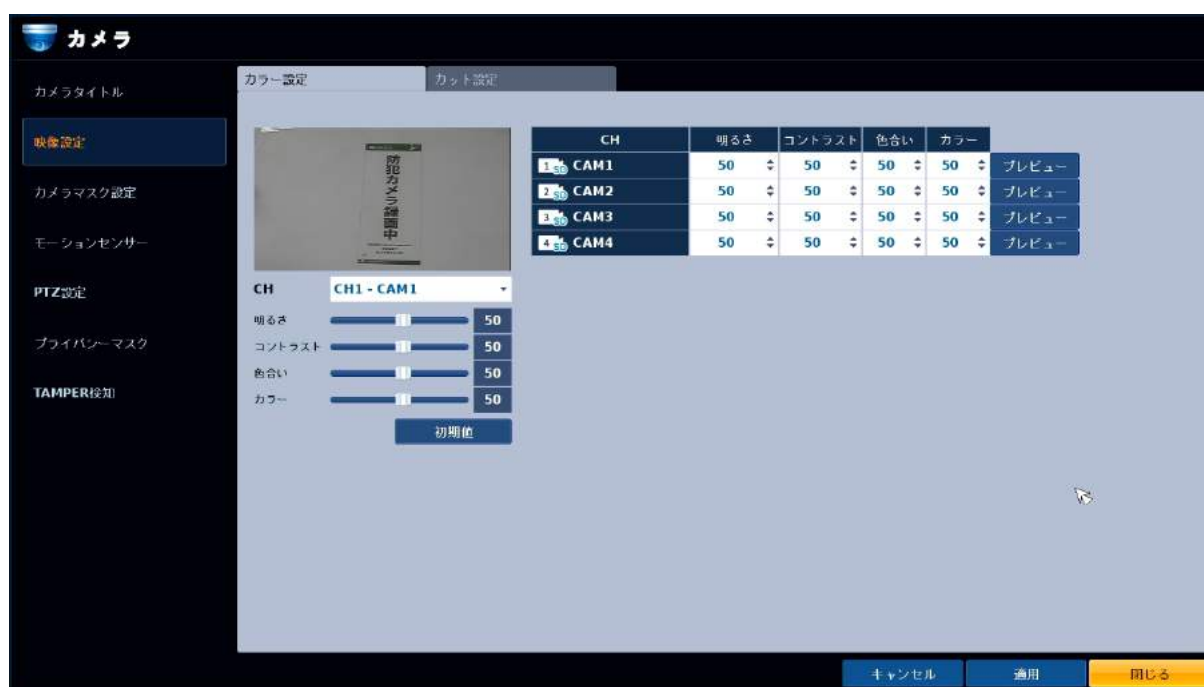 カメラ
カメラタイトル
映像設定
カメラマスク設定
モーションセンサー
PTZ設定
プライバシーマスク
TAMPER検知
カラー設定 カット設定
防犯カメラ録画中
CH 明るさ コントラスト 色合い カラー
1 SD CAM1 50 50 50 50 プレビュー
2 SD CAM2 50 50 50 50 プレビュー
3 SD CAM3 50 50 50 50 プレビュー
4 SD CAM4 50 50 50 50 プレビュー
CH CH1 - CAM1
明るさ 50
コントラスト 50
色合い 50
カラー 50
初期値
キャンセル 適用 閉じる